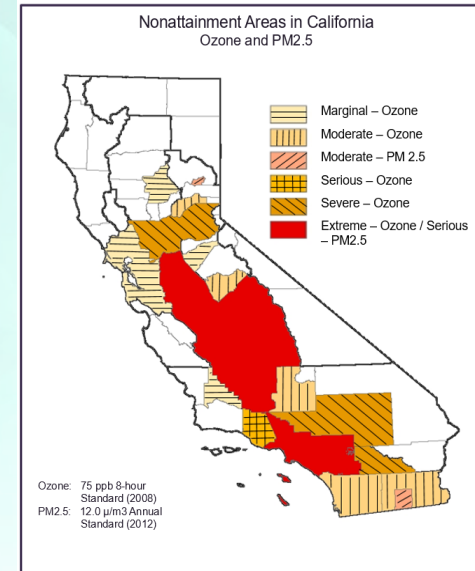 Nonattainment Areas in California
Ozone and PM2.5
Marginal – Ozone
Moderate – Ozone
Moderate – PM 2.5
Serious – Ozone
Severe – Ozone
Extreme – Ozone / Serious
– PM2.5
Ozone: 75 ppb 8-hour
Standard (2008)
PM2.5: 12.0 μ/m3 Annual
Standard (2012)